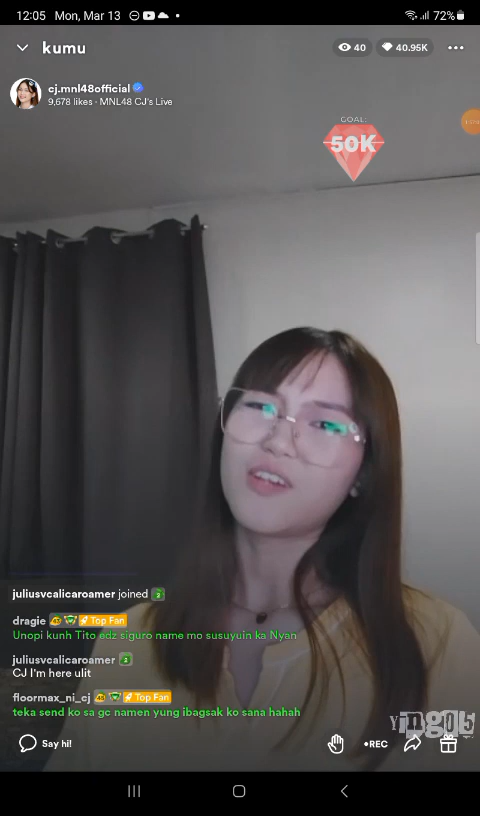 12:05 Mon, Mar 13 72%
kumu
40 40.95K
cj.mnl48official
9,678 likes · MNL48 CJ's Live
GOAL:
50K
juliusvcalicaroamer joined 2
dragie Top Fan
Unopi kunh Tito edz siguro name mo susuyuin ka Nyan
juliusvcalicaroamer 2
CJ I'm here ulit
floormax_ni_cj Top Fan
teka send ko sa gc namen yung ibagsak ko sana hahah
Say hi!
•REC